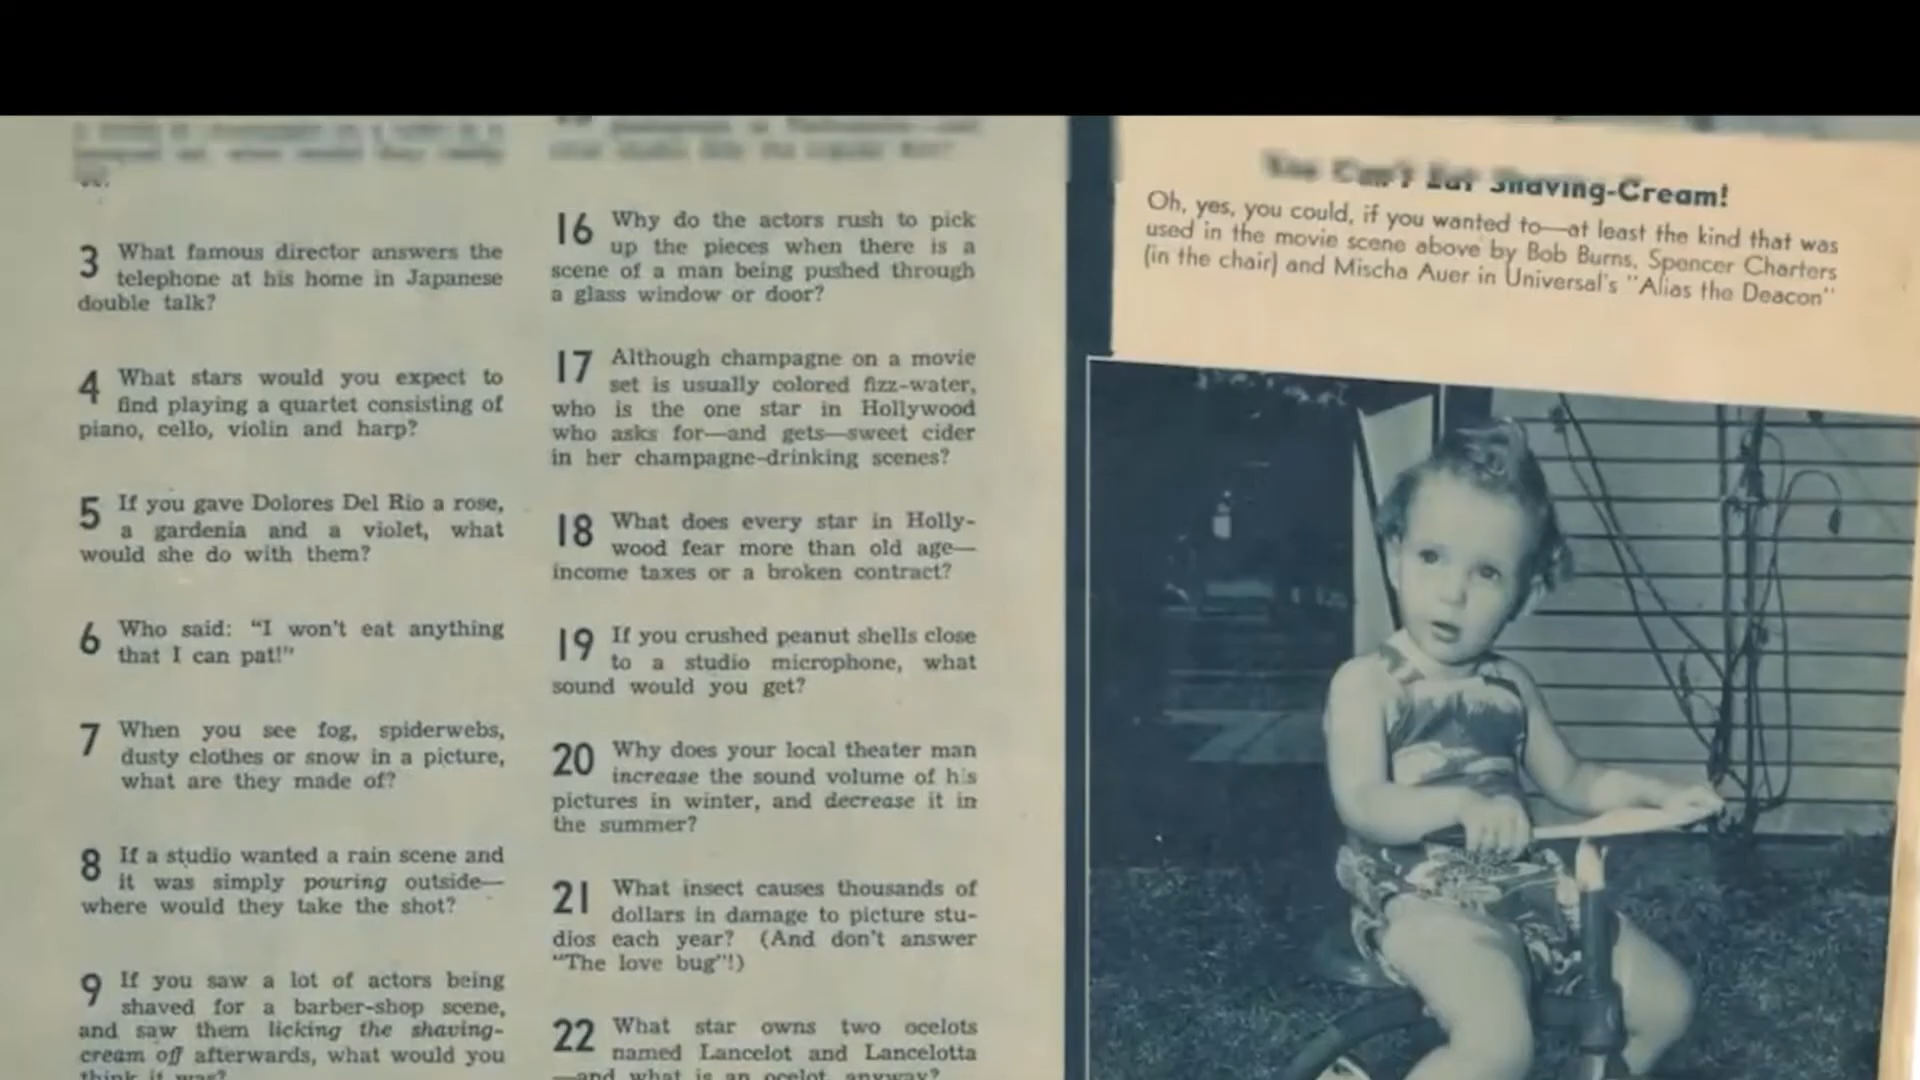 3 What famous director answers the
telephone at his home in Japanese
double talk?
4 What stars would you expect to
find playing a quartet consisting of
piano, cello, violin and harp?
5 If you gave Dolores Del Rio a rose,
a gardenia and a violet, what
would she do with them?
6 Who said: "I won't eat anything
that I can pat!"
7 When you see fog, spiderwebs,
dusty clothes or snow in a picture,
what are they made of?
8 If a studio wanted a rain scene and
it was simply pouring outside—
where would they take the shot?
9 If you saw a lot of actors being
shaved for a barber-shop scene,
and saw them licking the shaving-
cream off afterwards, what would you
think it was?
16 Why do the actors rush to pick
up the pieces when there is a
scene of a man being pushed through
a glass window or door?
17 Although champagne on a movie
set is usually colored fizz-water,
who is the one star in Hollywood
who asks for—and gets—sweet cider
in her champagne-drinking scenes?
18 What does every star in Holly-
wood fear more than old age—
income taxes or a broken contract?
19 If you crushed peanut shells close
to a studio microphone, what
sound would you get?
20 Why does your local theater man
increase the sound volume of his
pictures in winter, and decrease it in
the summer?
21 What insect causes thousands of
dollars in damage to picture stu-
dios each year? (And don't answer
"The love bug"!)
22 What star owns two ocelots
named Lancelot and Lancelotta
—and what is an ocelot, anyway?
You Can't Eat Shaving-Cream!
Oh, yes, you could, if you wanted to—at least the kind that was
used in the movie scene above by Bob Burns, Spencer Charters
(in the chair) and Mischa Auer in Universal's "Alias the Deacon"